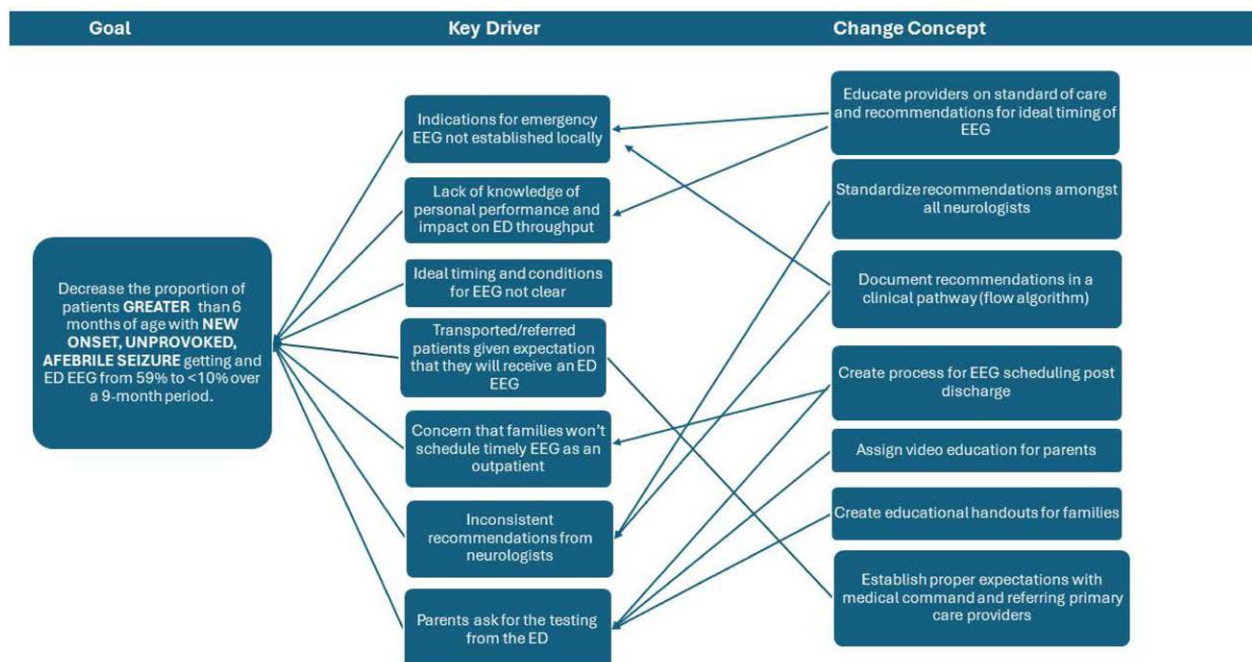 Goal
Key Driver
Change Concept
Decrease the proportion of
patients GREATER than 6
months of age with NEW
ONSET, UNPROVOKED,
AFEBRILE SEIZURE getting and
ED EEG from 59% to <10% over
a 9-month period.
Indications for emergency
EEG not established locally
Lack of knowledge of
personal performance and
impact on ED throughput
Ideal timing and conditions
for EEG not clear
Transported/referred
patients given expectation
that they will receive an ED
EEG
Concern that families won't
schedule timely EEG as an
outpatient
Inconsistent
recommendations from
neurologists
Parents ask for the testing
from the ED
Educate providers on standard of care
and recommendations for ideal timing of
EEG
Standardize recommendations amongst
all neurologists
Document recommendations in a
clinical pathway (flow algorithm)
Create process for EEG scheduling post
discharge
Assign video education for parents
Create educational handouts for families
Establish proper expectations with
medical command and referring primary
care providers